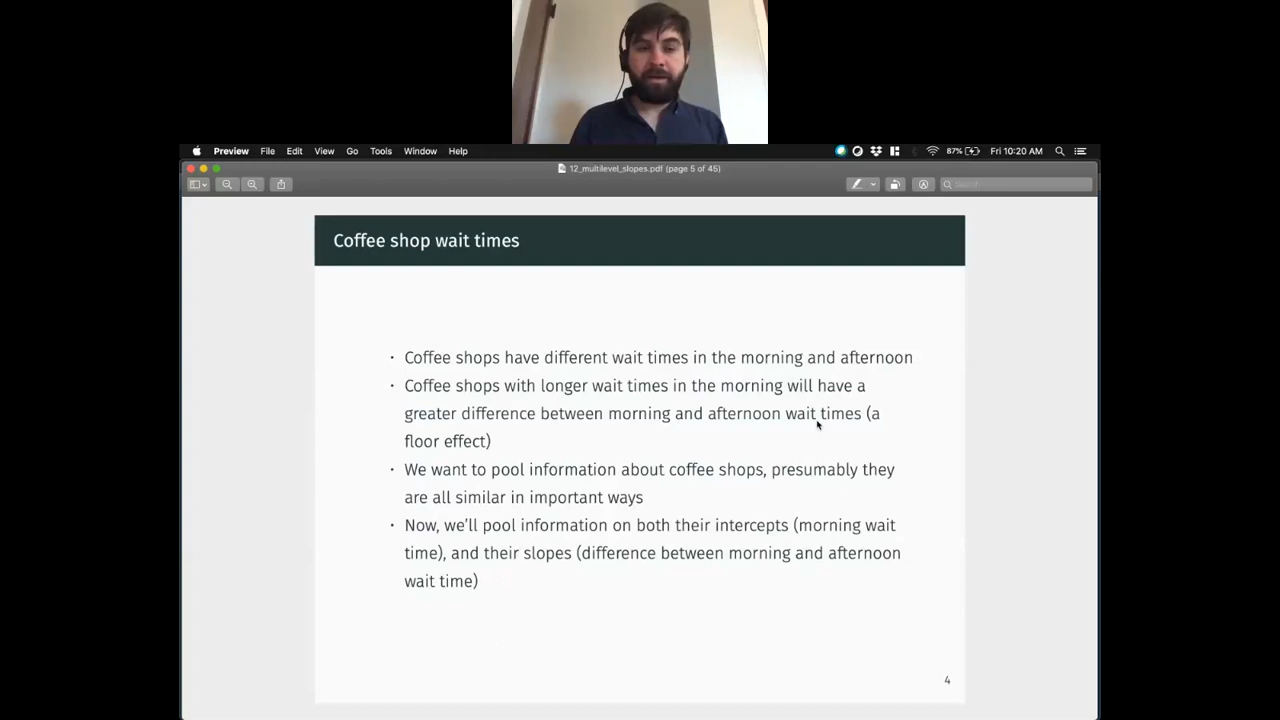 Preview File Edit View Go Tools Window Help 87% Fri 10:20 AM
12_multilevel_slopes.pdf (page 5 of 45)
Search
Coffee shop wait times
· Coffee shops have different wait times in the morning and afternoon
· Coffee shops with longer wait times in the morning will have a
greater difference between morning and afternoon wait times (a
floor effect)
· We want to pool information about coffee shops, presumably they
are all similar in important ways
· Now, we'll pool information on both their intercepts (morning wait
time), and their slopes (difference between morning and afternoon
wait time)
4